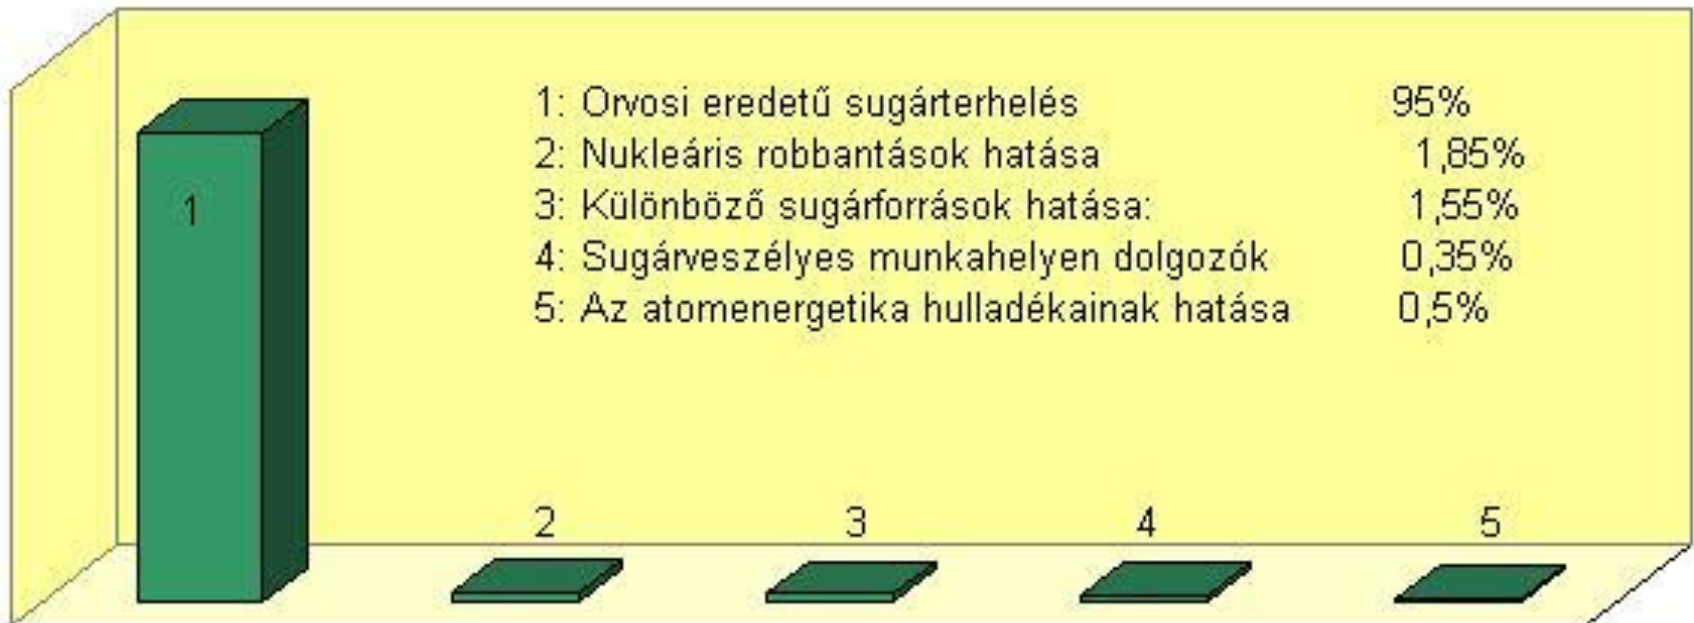 1: Orvosi eredetű sugárterhelés 95%
2: Nukleáris robbantások hatása 1,85%
3: Különböző sugárforrások hatása: 1,55%
4: Sugárveszélyes munkahelyen dolgozók 0,35%
5: Az atomenergetika hulladékainak hatása 0,5%
1
2 3 4 5